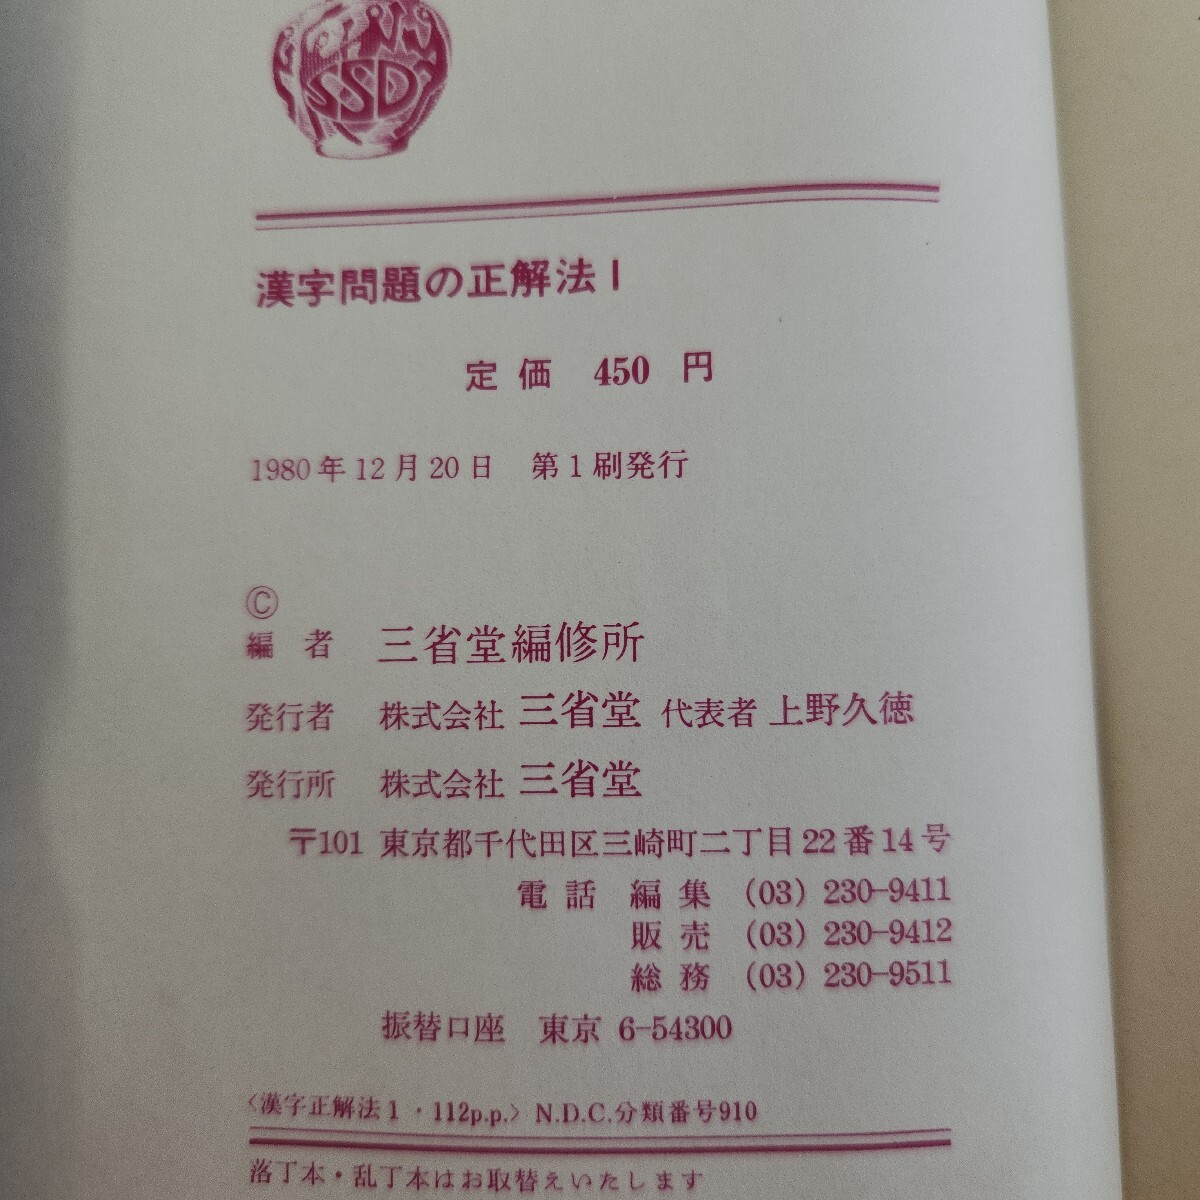 SSD
漢字問題の正解法 I
定価 450 円
1980年12月20日 第1刷発行
©
編者 三省堂編修所
発行者 株式会社 三省堂 代表者 上野久徳
発行所 株式会社 三省堂
〒101 東京都千代田区三崎町二丁目22番14号
電話 編集 (03) 230-9411
販売 (03) 230-9412
総務 (03) 230-9511
振替口座 東京 6-54300
〈漢字正解法1・112p.p.〉N.D.C.分類番号910
落丁本・乱丁本はお取替えいたします